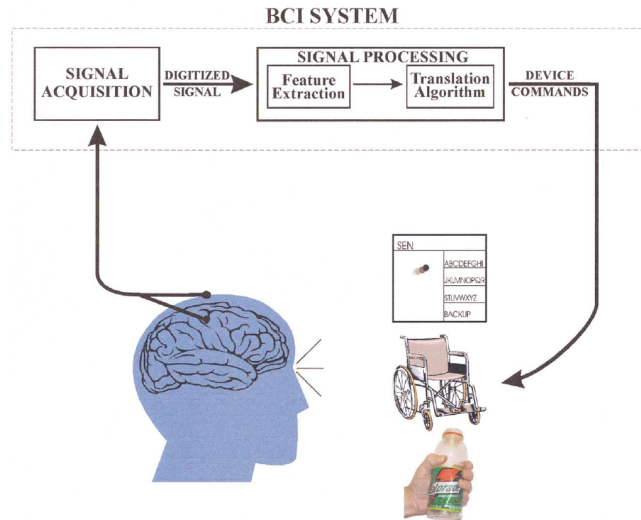 BCI SYSTEM
SIGNAL
ACQUISITION
DIGITIZED
SIGNAL
SIGNAL PROCESSING
Feature
Extraction
Translation
Algorithm
DEVICE
COMMANDS
SEN
ABCDEFGHI
JKLMNOPQR
STUVWXYZ
BACKUP